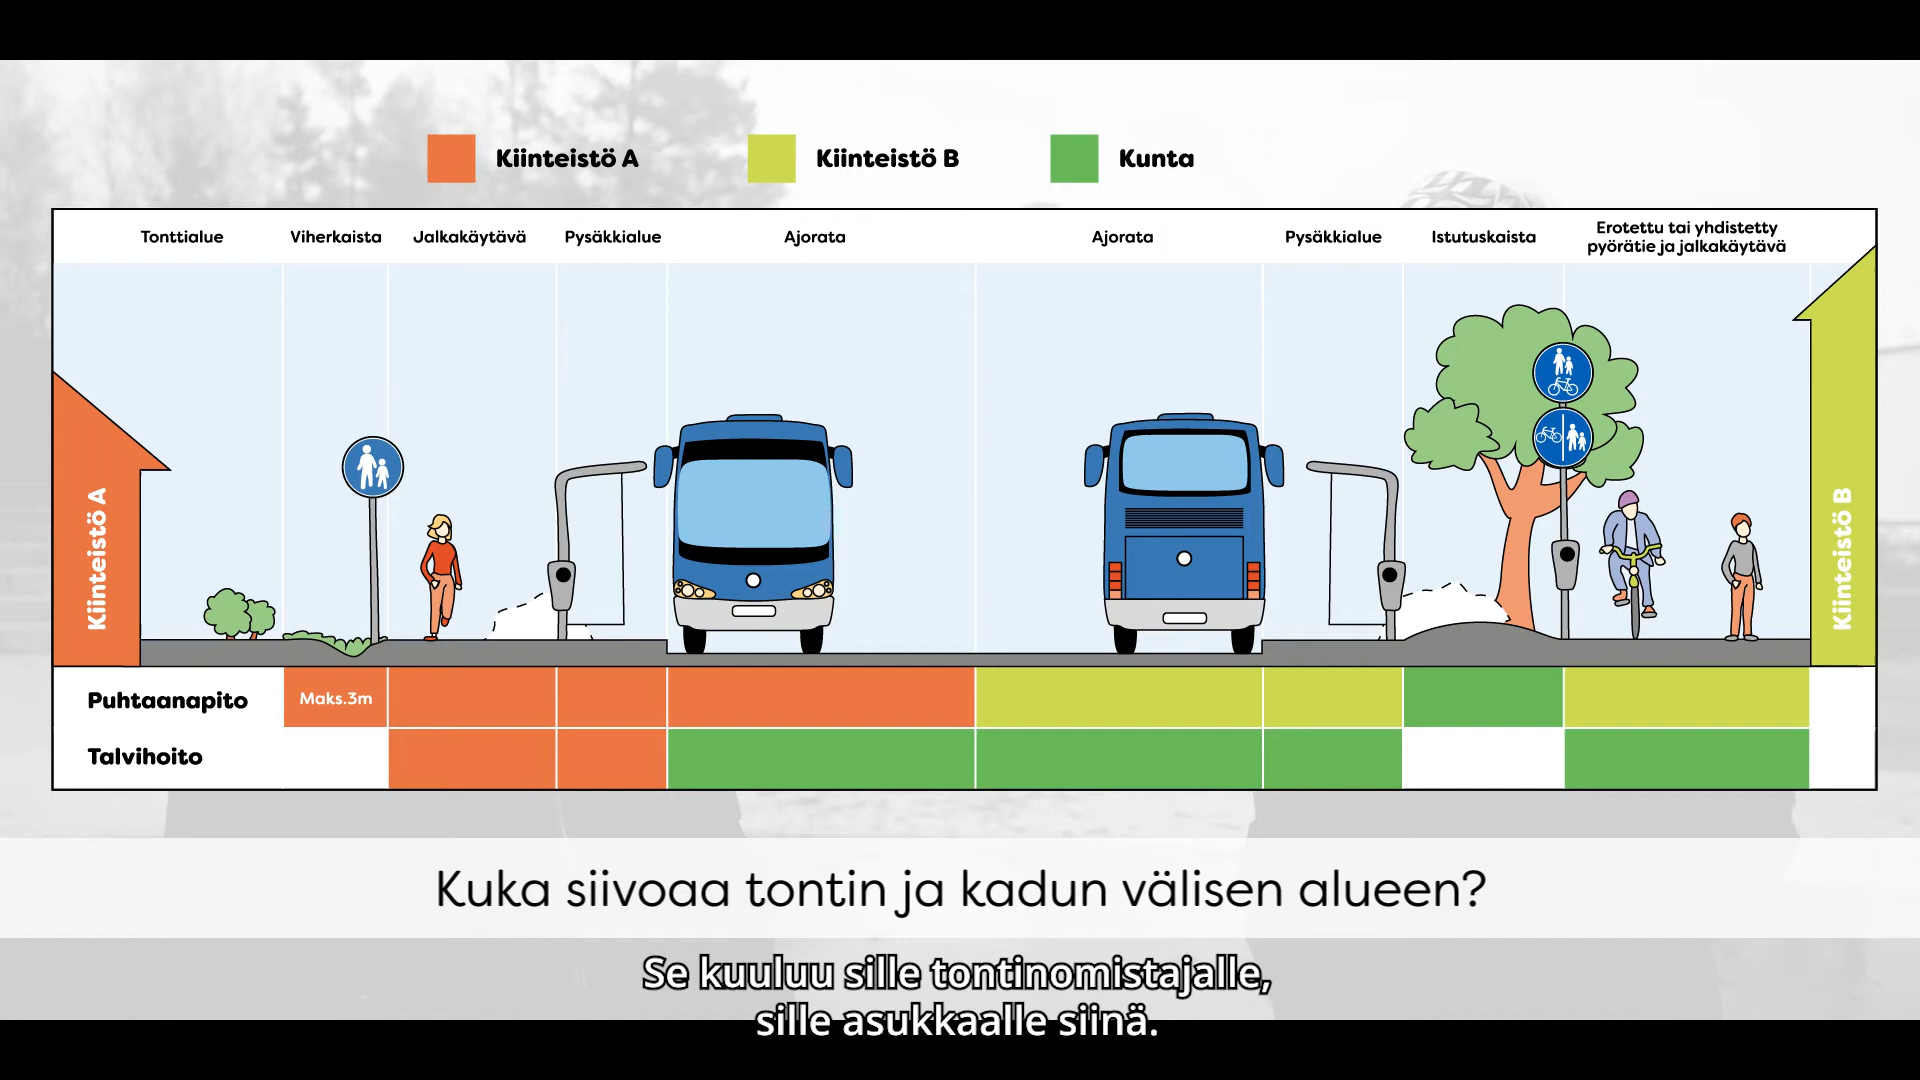 Kiinteistö A
Kiinteistö B
Kunta
Tonttialue
Viherkaista
Jalkakäytävä
Pysäkkialue
Ajorata
Ajorata
Pysäkkialue
Istutuskaista
Erotettu tai yhdistetty
pyörätie ja jalkakäytävä
Kiinteistö A
Kiinteistö B
Puhtaanapito
Maks.3m
Talvihoito
Kuka siivoaa tontin ja kadun välisen alueen?
Se kuuluu sille tontinomistajalle,
sille asukkaalle siinä.